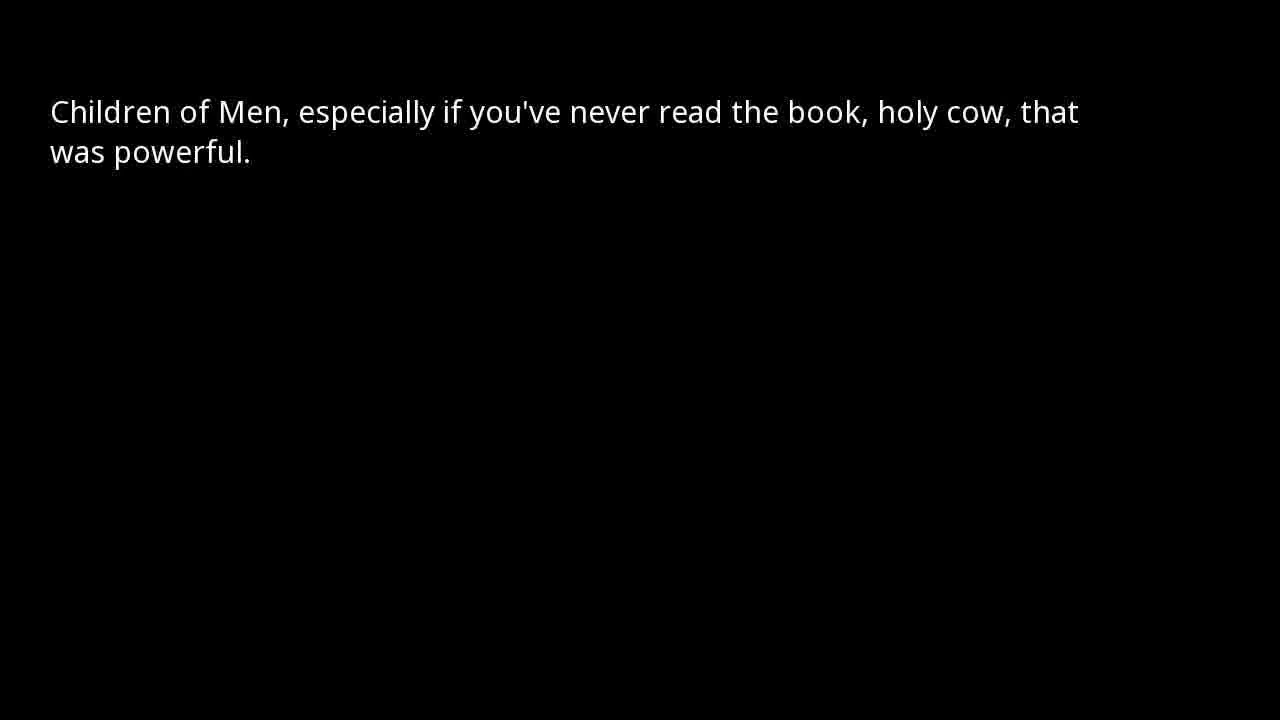 Children of Men, especially if you've never read the book, holy cow, that
was powerful.